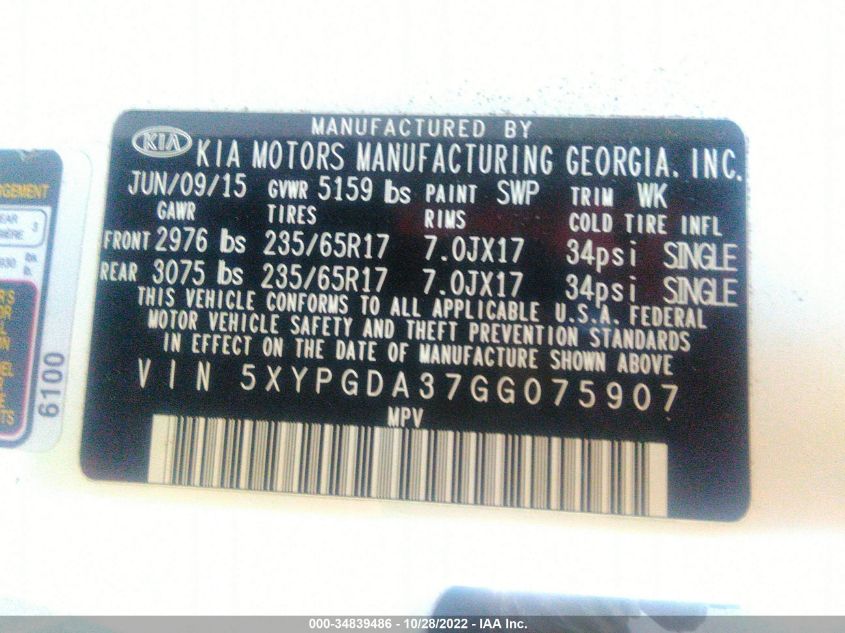 MANUFACTURED BY
KIA KIA MOTORS MANUFACTURING GEORGIA, INC.
JUN/09/15 GVWR 5159 lbs PAINT SWP TRIM WK
GAWR TIRES RIMS COLD TIRE INFL
FRONT 2976 lbs 235/65R17 7.0JX17 34psi SINGLE
REAR 3075 lbs 235/65R17 7.0JX17 34psi SINGLE
THIS VEHICLE CONFORMS TO ALL APPLICABLE U.S.A. FEDERAL
MOTOR VEHICLE SAFETY AND THEFT PREVENTION STANDARDS
IN EFFECT ON THE DATE OF MANUFACTURE SHOWN ABOVE
VIN 5XYPGDA37GG075907
MPV
6100
000-34839486 - 10/28/2022 - IAA Inc.